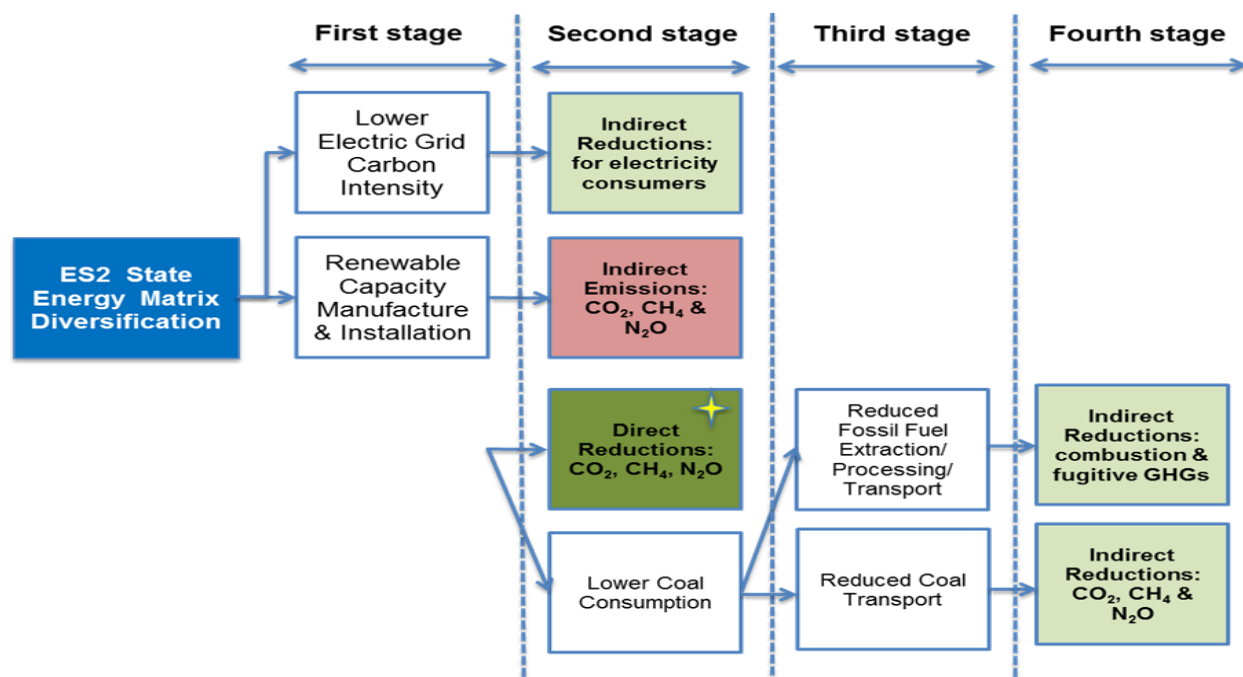 First stage
Second stage
Third stage
Fourth stage
Lower
Electric Grid
Carbon
Intensity
Indirect
Reductions:
for electricity
consumers
ES2 State
Energy Matrix
Diversification
Renewable
Capacity
Manufacture
& Installation
Indirect
Emissions:
CO₂, CH₄ &
N₂O
Direct
Reductions:
CO₂, CH₄, N₂O
Reduced
Fossil Fuel
Extraction/
Processing/
Transport
Indirect
Reductions:
combustion &
fugitive GHGs
Lower Coal
Consumption
Reduced Coal
Transport
Indirect
Reductions:
CO₂, CH₄ &
N₂O